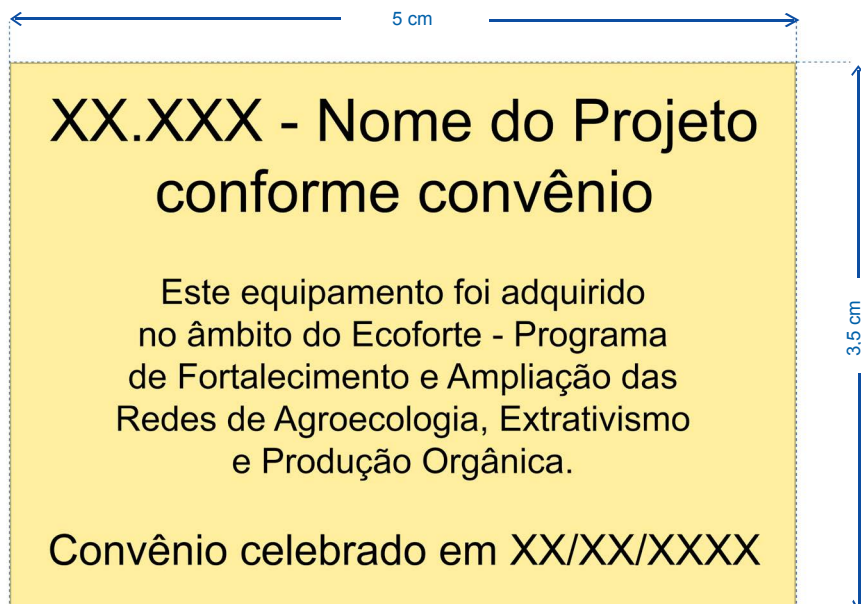 5 cm
XX.XXX - Nome do Projeto
conforme convênio
Este equipamento foi adquirido
no âmbito do Ecoforte - Programa
de Fortalecimento e Ampliação das
Redes de Agroecologia, Extrativismo
e Produção Orgânica.
Convênio celebrado em XX/XX/XXXX
3.5 cm